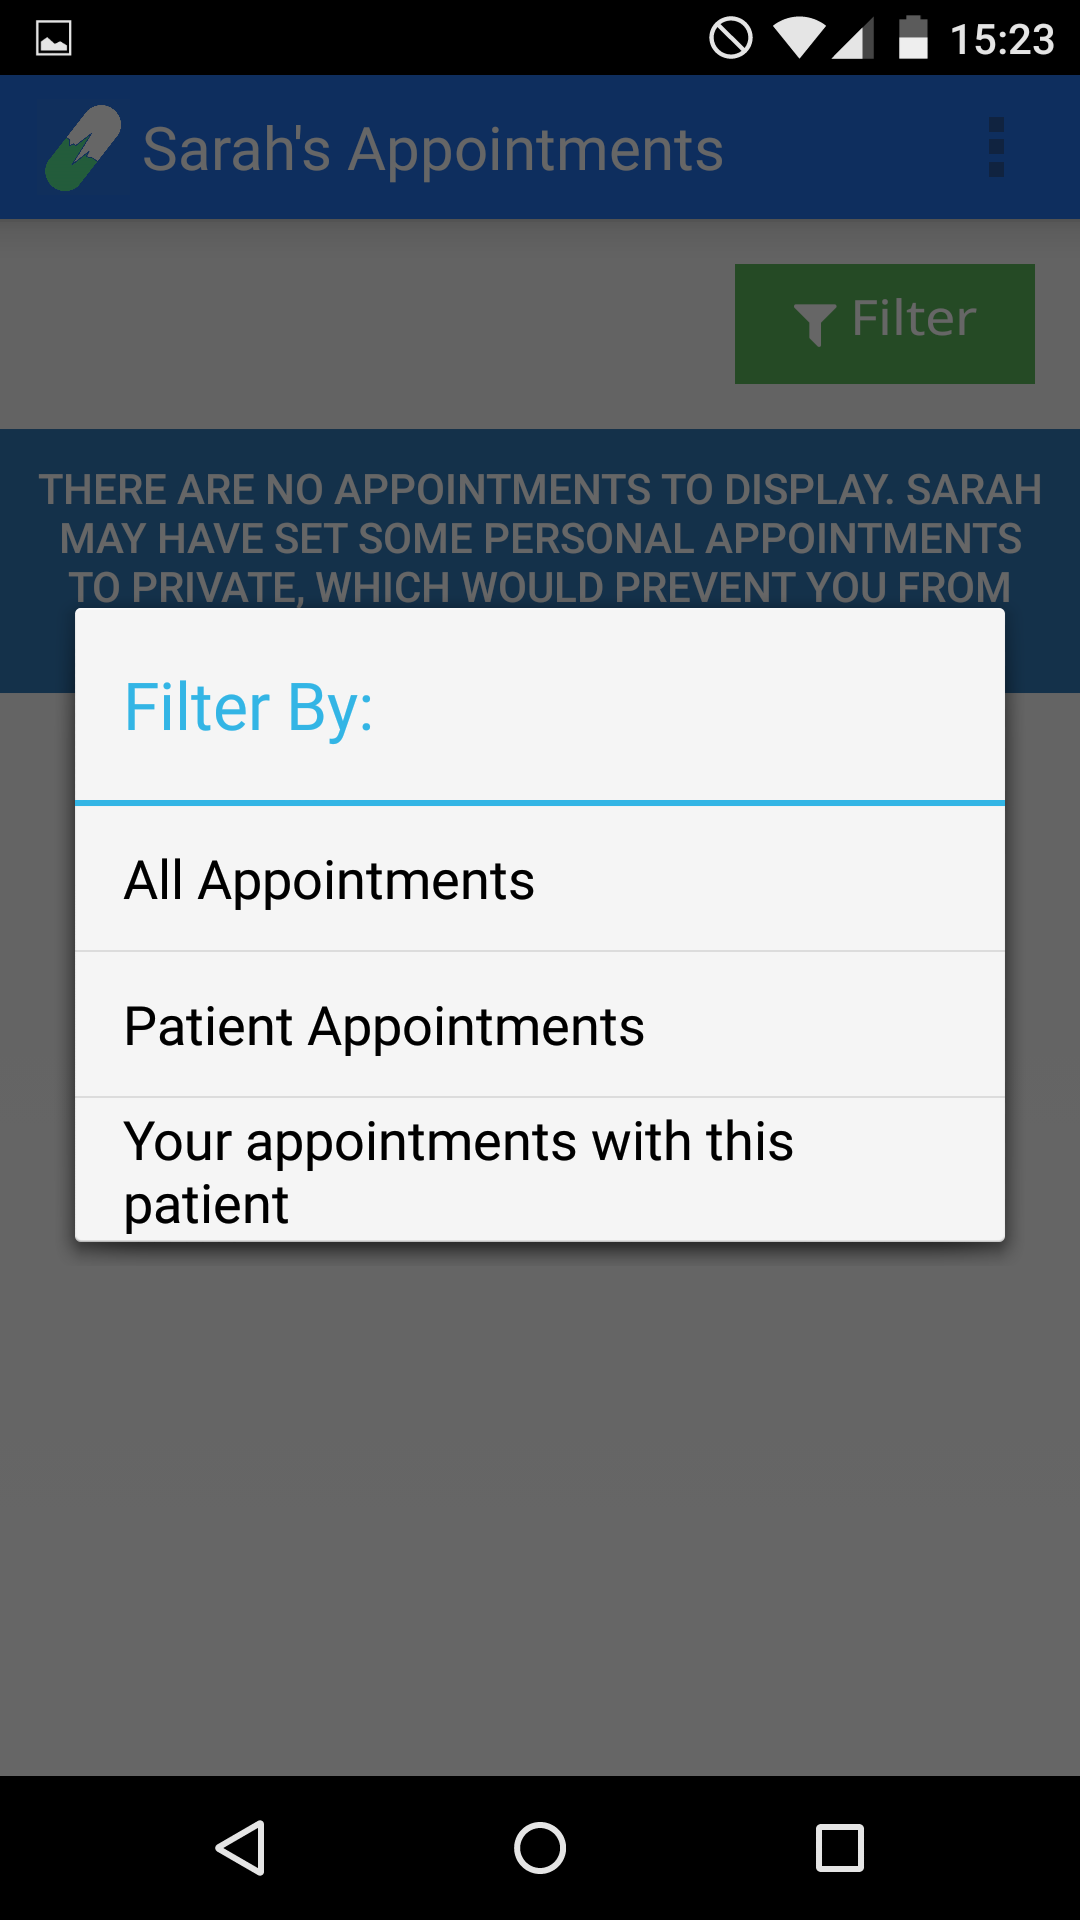 15:23
Sarah's Appointments
Filter
THERE ARE NO APPOINTMENTS TO DISPLAY. SARAH
MAY HAVE SET SOME PERSONAL APPOINTMENTS
TO PRIVATE, WHICH WOULD PREVENT YOU FROM
Filter By:
All Appointments
Patient Appointments
Your appointments with this
patient